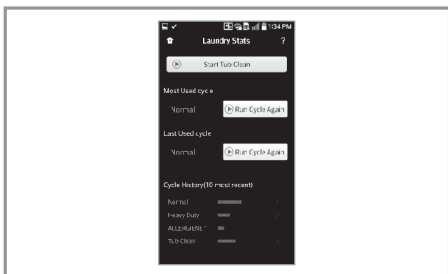 1:34 PM
Laundry Stats ?
Start Tub Clean
Most Used cycle
Normal Run Cycle Again
Last Used cycle
Normal Run Cycle Again
Cycle History(10 most recent)
Normal
Heavy Duty
ALLERGIENE
Tub Clean